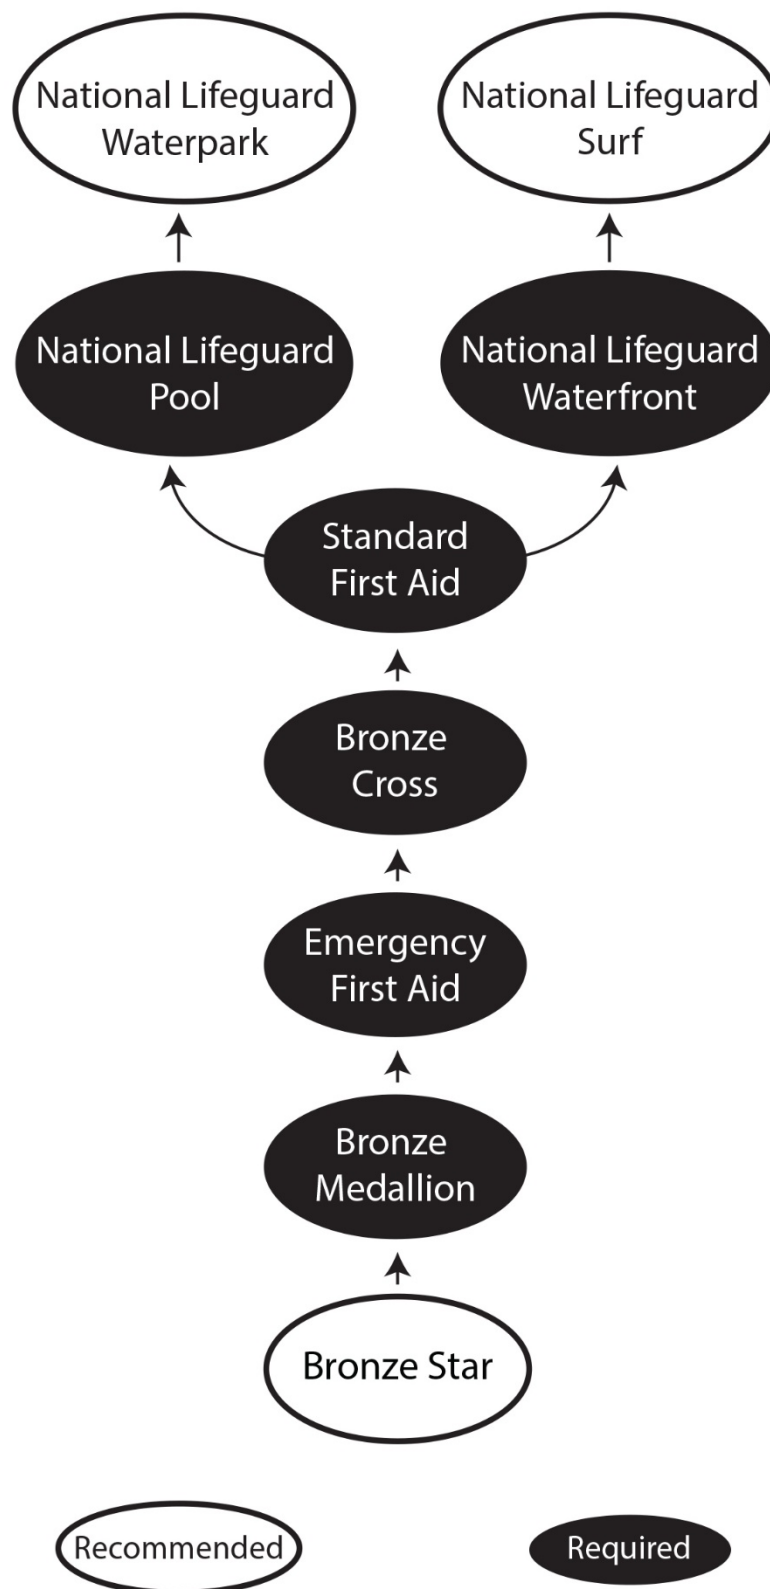 National Lifeguard
Waterpark
National Lifeguard
Surf
National Lifeguard
Pool
National Lifeguard
Waterfront
Standard
First Aid
Bronze
Cross
Emergency
First Aid
Bronze
Medallion
Bronze Star
Recommended
Required